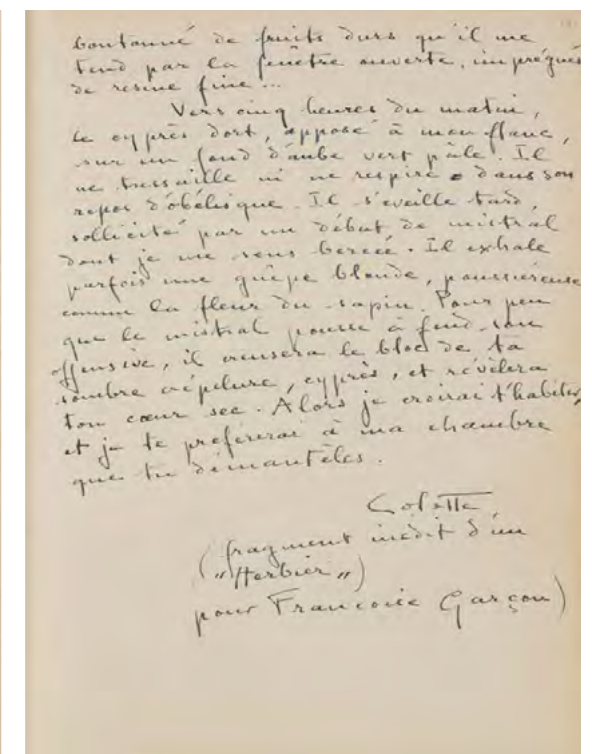 boutonné de fruits durs qu'il me
tend par la fenêtre ouverte, imprégnés
de résine fine...
Vers cinq heures du matin,
le cyprès dort, apposé à mon flanc,
sur un fond d'aube vert pâle. Il
ne tressaille ni ne respire dans son
repos d'obélisque. Il s'éveille tard,
sollicité par un début de mistral
dont je me sens bercée. Il exhale
parfois une guêpe blonde, poussiéreuse
comme la fleur du sapin. Pour peu
que le mistral pousse à fond son
offensive, il creusera le bloc de ta
sombre crépelure, cyprès, et révélera
ton cœur sec. Alors je croirai t'habiter,
et je te préférerai à ma chambre
que tu démantèles.
Colette
(fragment inédit d'un
"Herbier")
pour Françoise Garçon)